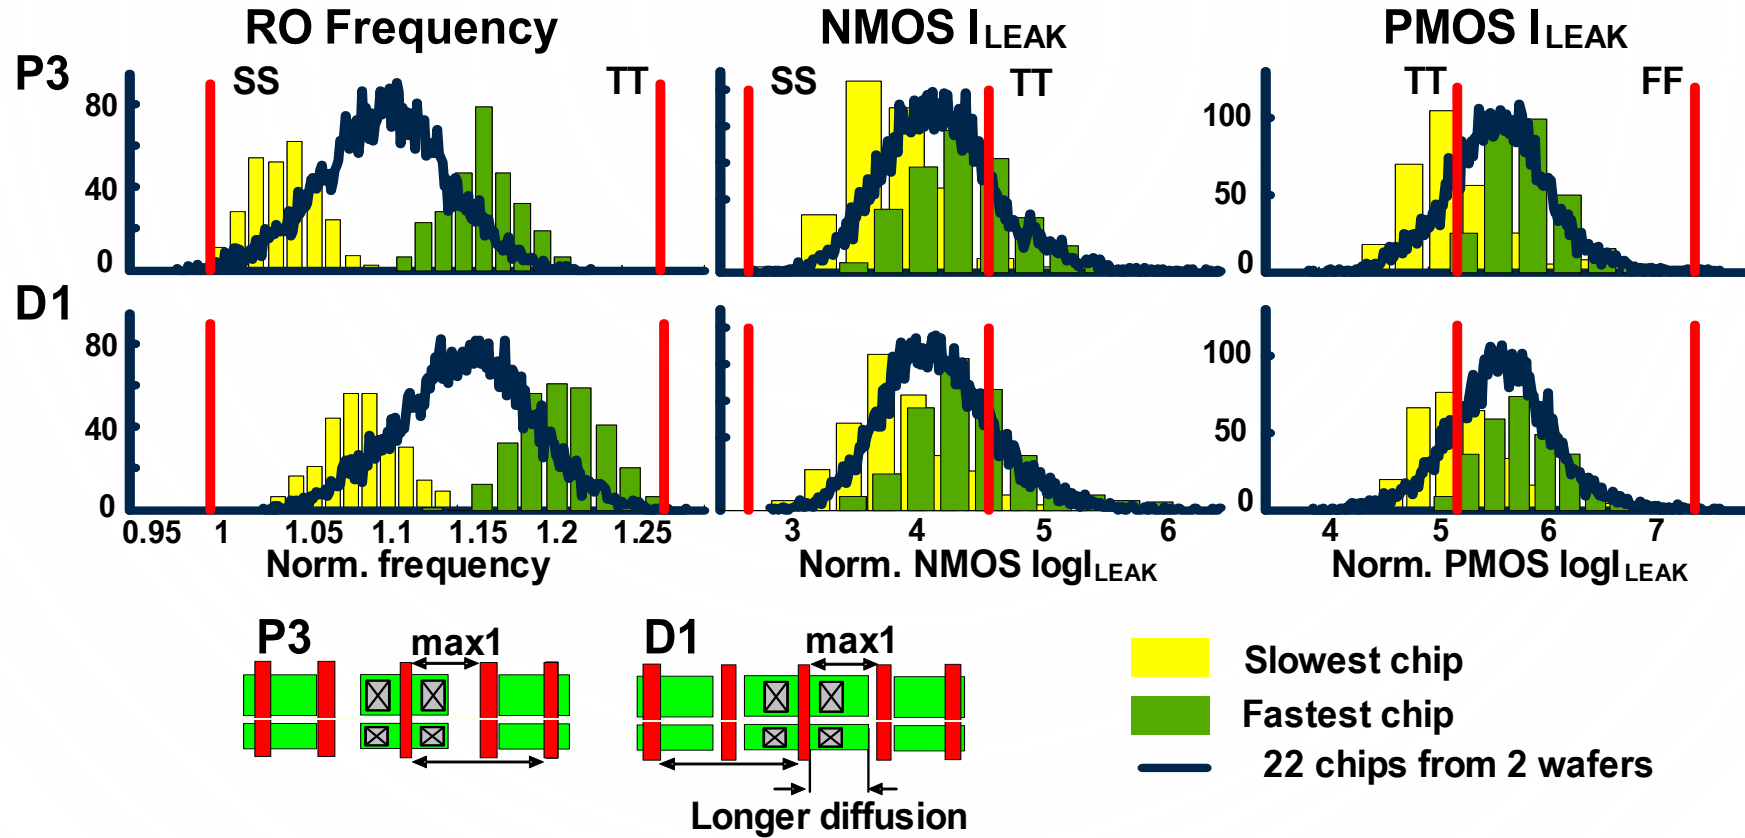 RO Frequency NMOS ILEAK PMOS ILEAK
P3 SS TT SS TT TT FF
80
40
0
100
50
0
D1
80
40
0
100
50
0
0.95 1 1.05 1.1 1.15 1.2 1.25 3 4 5 6 4 5 6 7
Norm. frequency Norm. NMOS logILEAK Norm. PMOS logILEAK
P3 max1 D1 max1
Longer diffusion
Slowest chip
Fastest chip
22 chips from 2 wafers